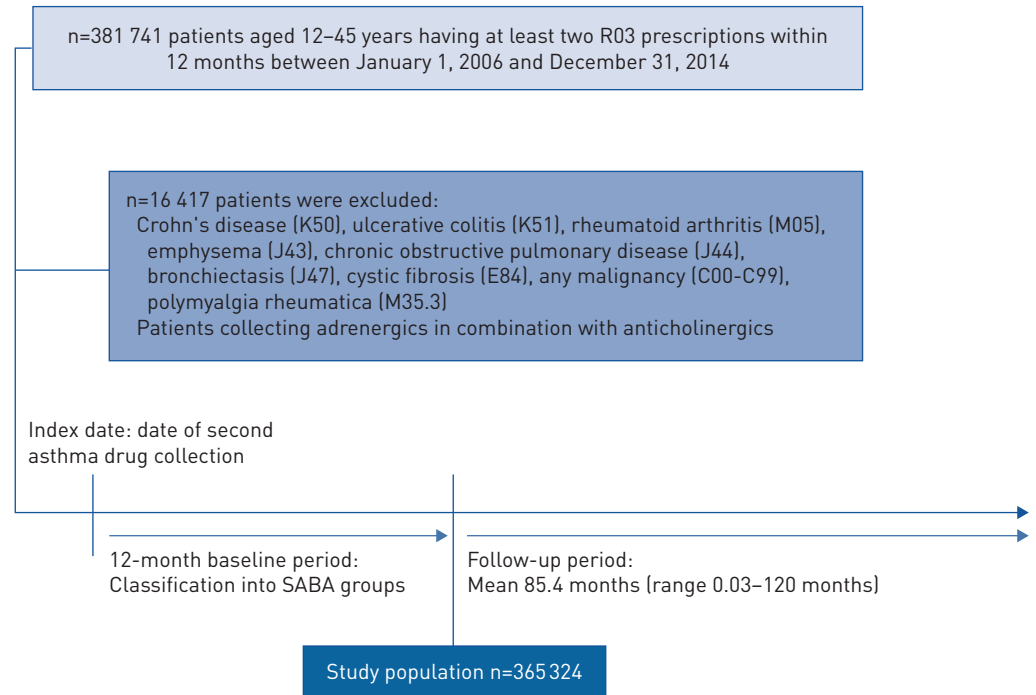 n=381 741 patients aged 12–45 years having at least two R03 prescriptions within
12 months between January 1, 2006 and December 31, 2014
n=16 417 patients were excluded:
Crohn's disease (K50), ulcerative colitis (K51), rheumatoid arthritis (M05),
emphysema (J43), chronic obstructive pulmonary disease (J44),
bronchiectasis (J47), cystic fibrosis (E84), any malignancy (C00-C99),
polymyalgia rheumatica (M35.3)
Patients collecting adrenergics in combination with anticholinergics
Index date: date of second
asthma drug collection
12-month baseline period:
Classification into SABA groups
Follow-up period:
Mean 85.4 months (range 0.03–120 months)
Study population n=365 324